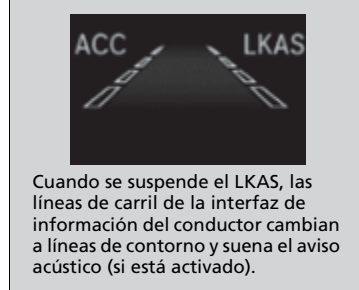 ACC LKAS
Cuando se suspende el LKAS, las
líneas de carril de la interfaz de
información del conductor cambian
a líneas de contorno y suena el aviso
acústico (si está activado).